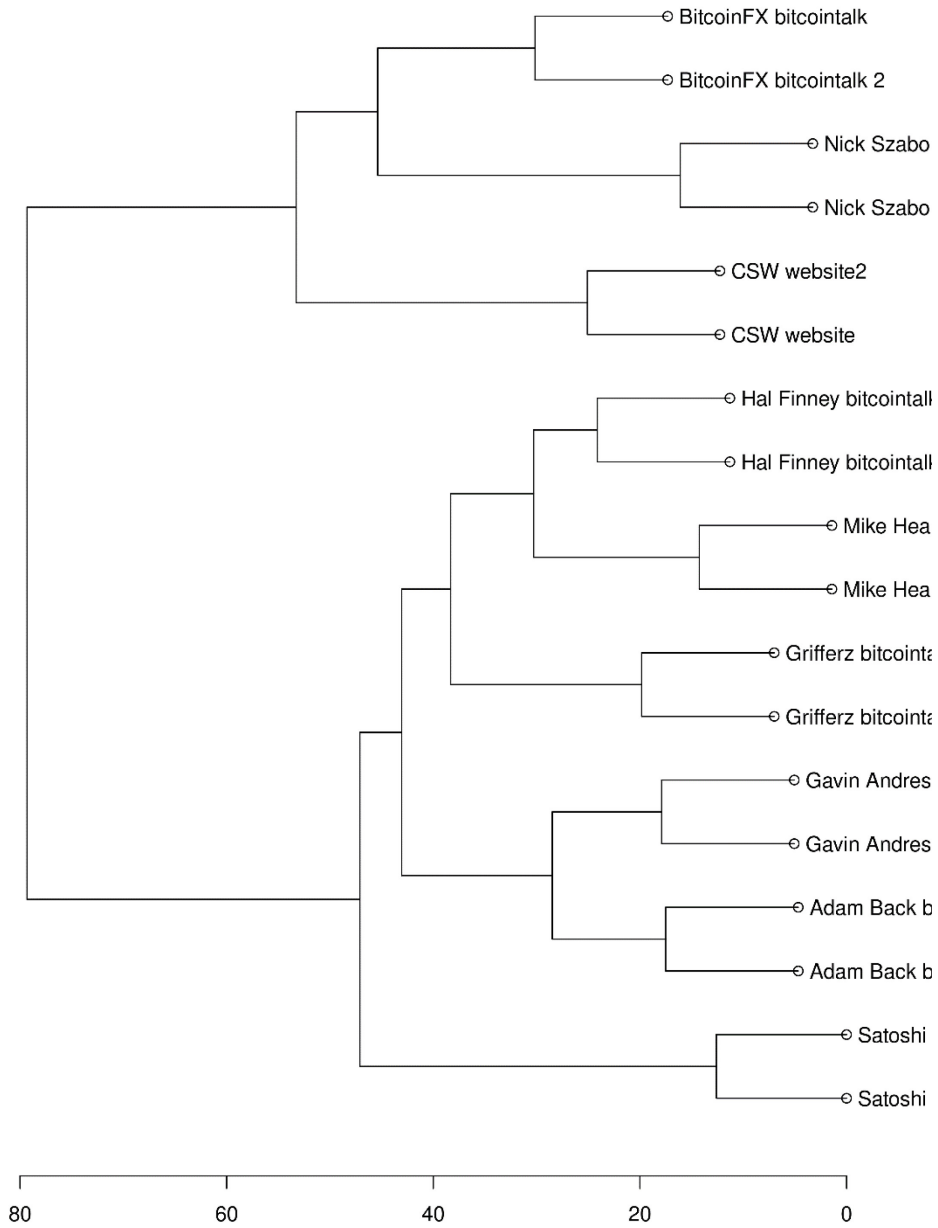 BitcoinFX bitcointalk
BitcoinFX bitcointalk 2
Nick Szabo
Nick Szabo
CSW website2
CSW website
Hal Finney bitcointalk
Hal Finney bitcointalk
Mike Hea
Mike Hea
Grifferz bitcointa
Grifferz bitcointa
Gavin Andres
Gavin Andres
Adam Back b
Adam Back b
Satoshi
Satoshi
80 60 40 20 0